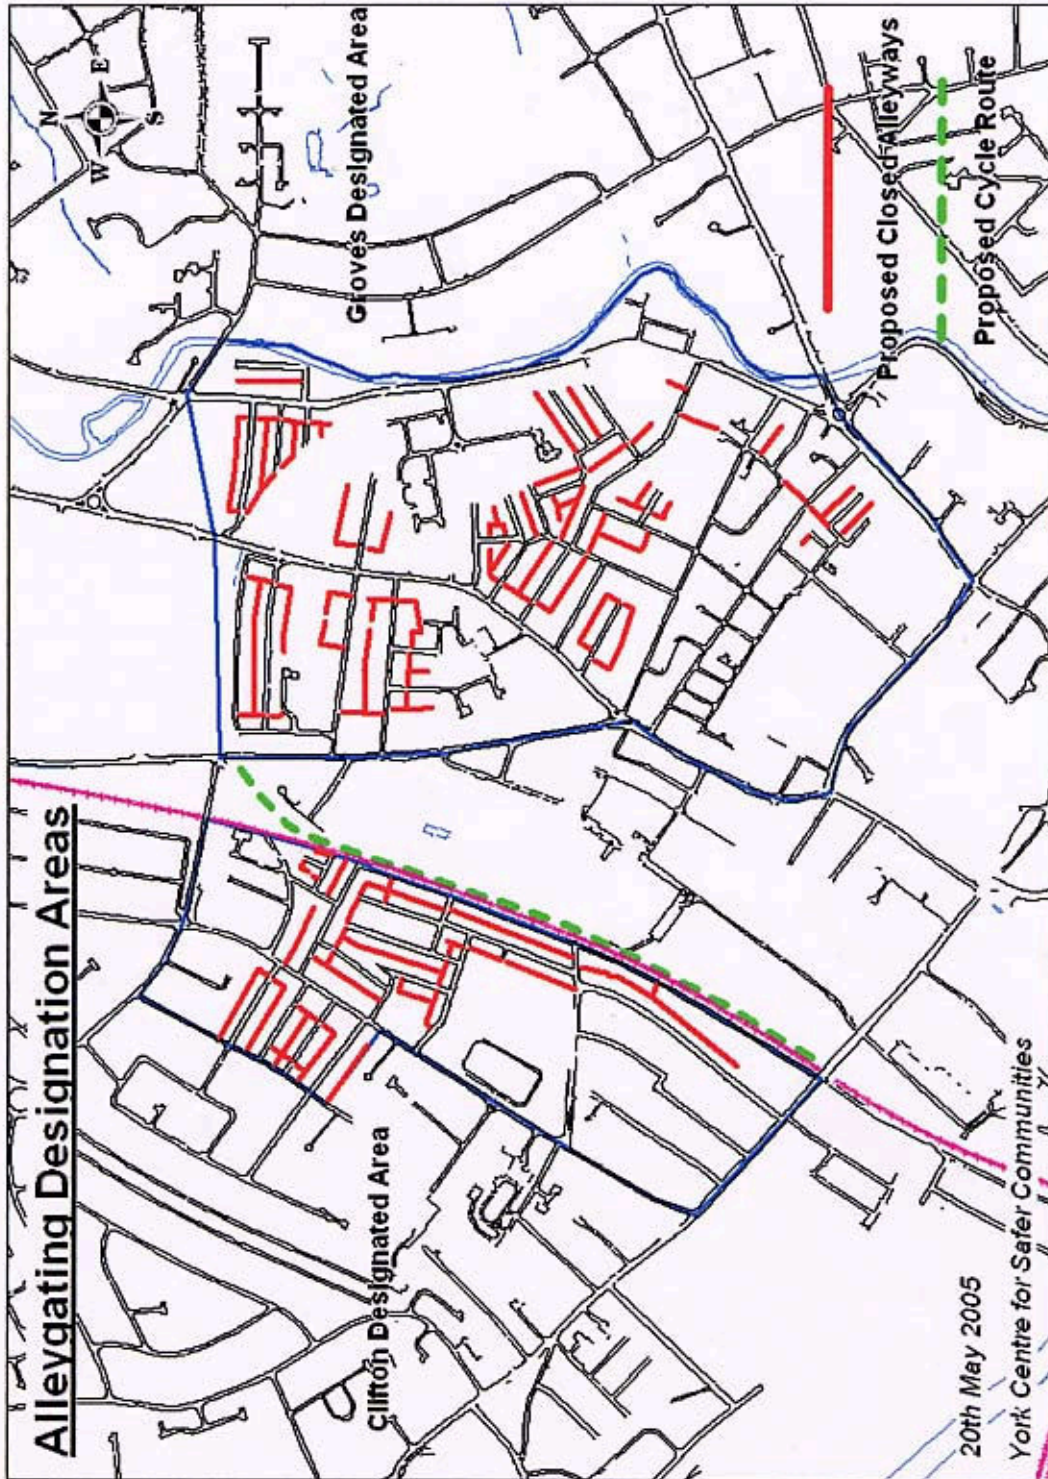 Alleygating Designation Areas
N
W
E
S
Groves Designated Area
Clifton Designated Area
Proposed Closed Alleyways
Proposed Cycle Route
20th May 2005
York Centre for Safer Communities